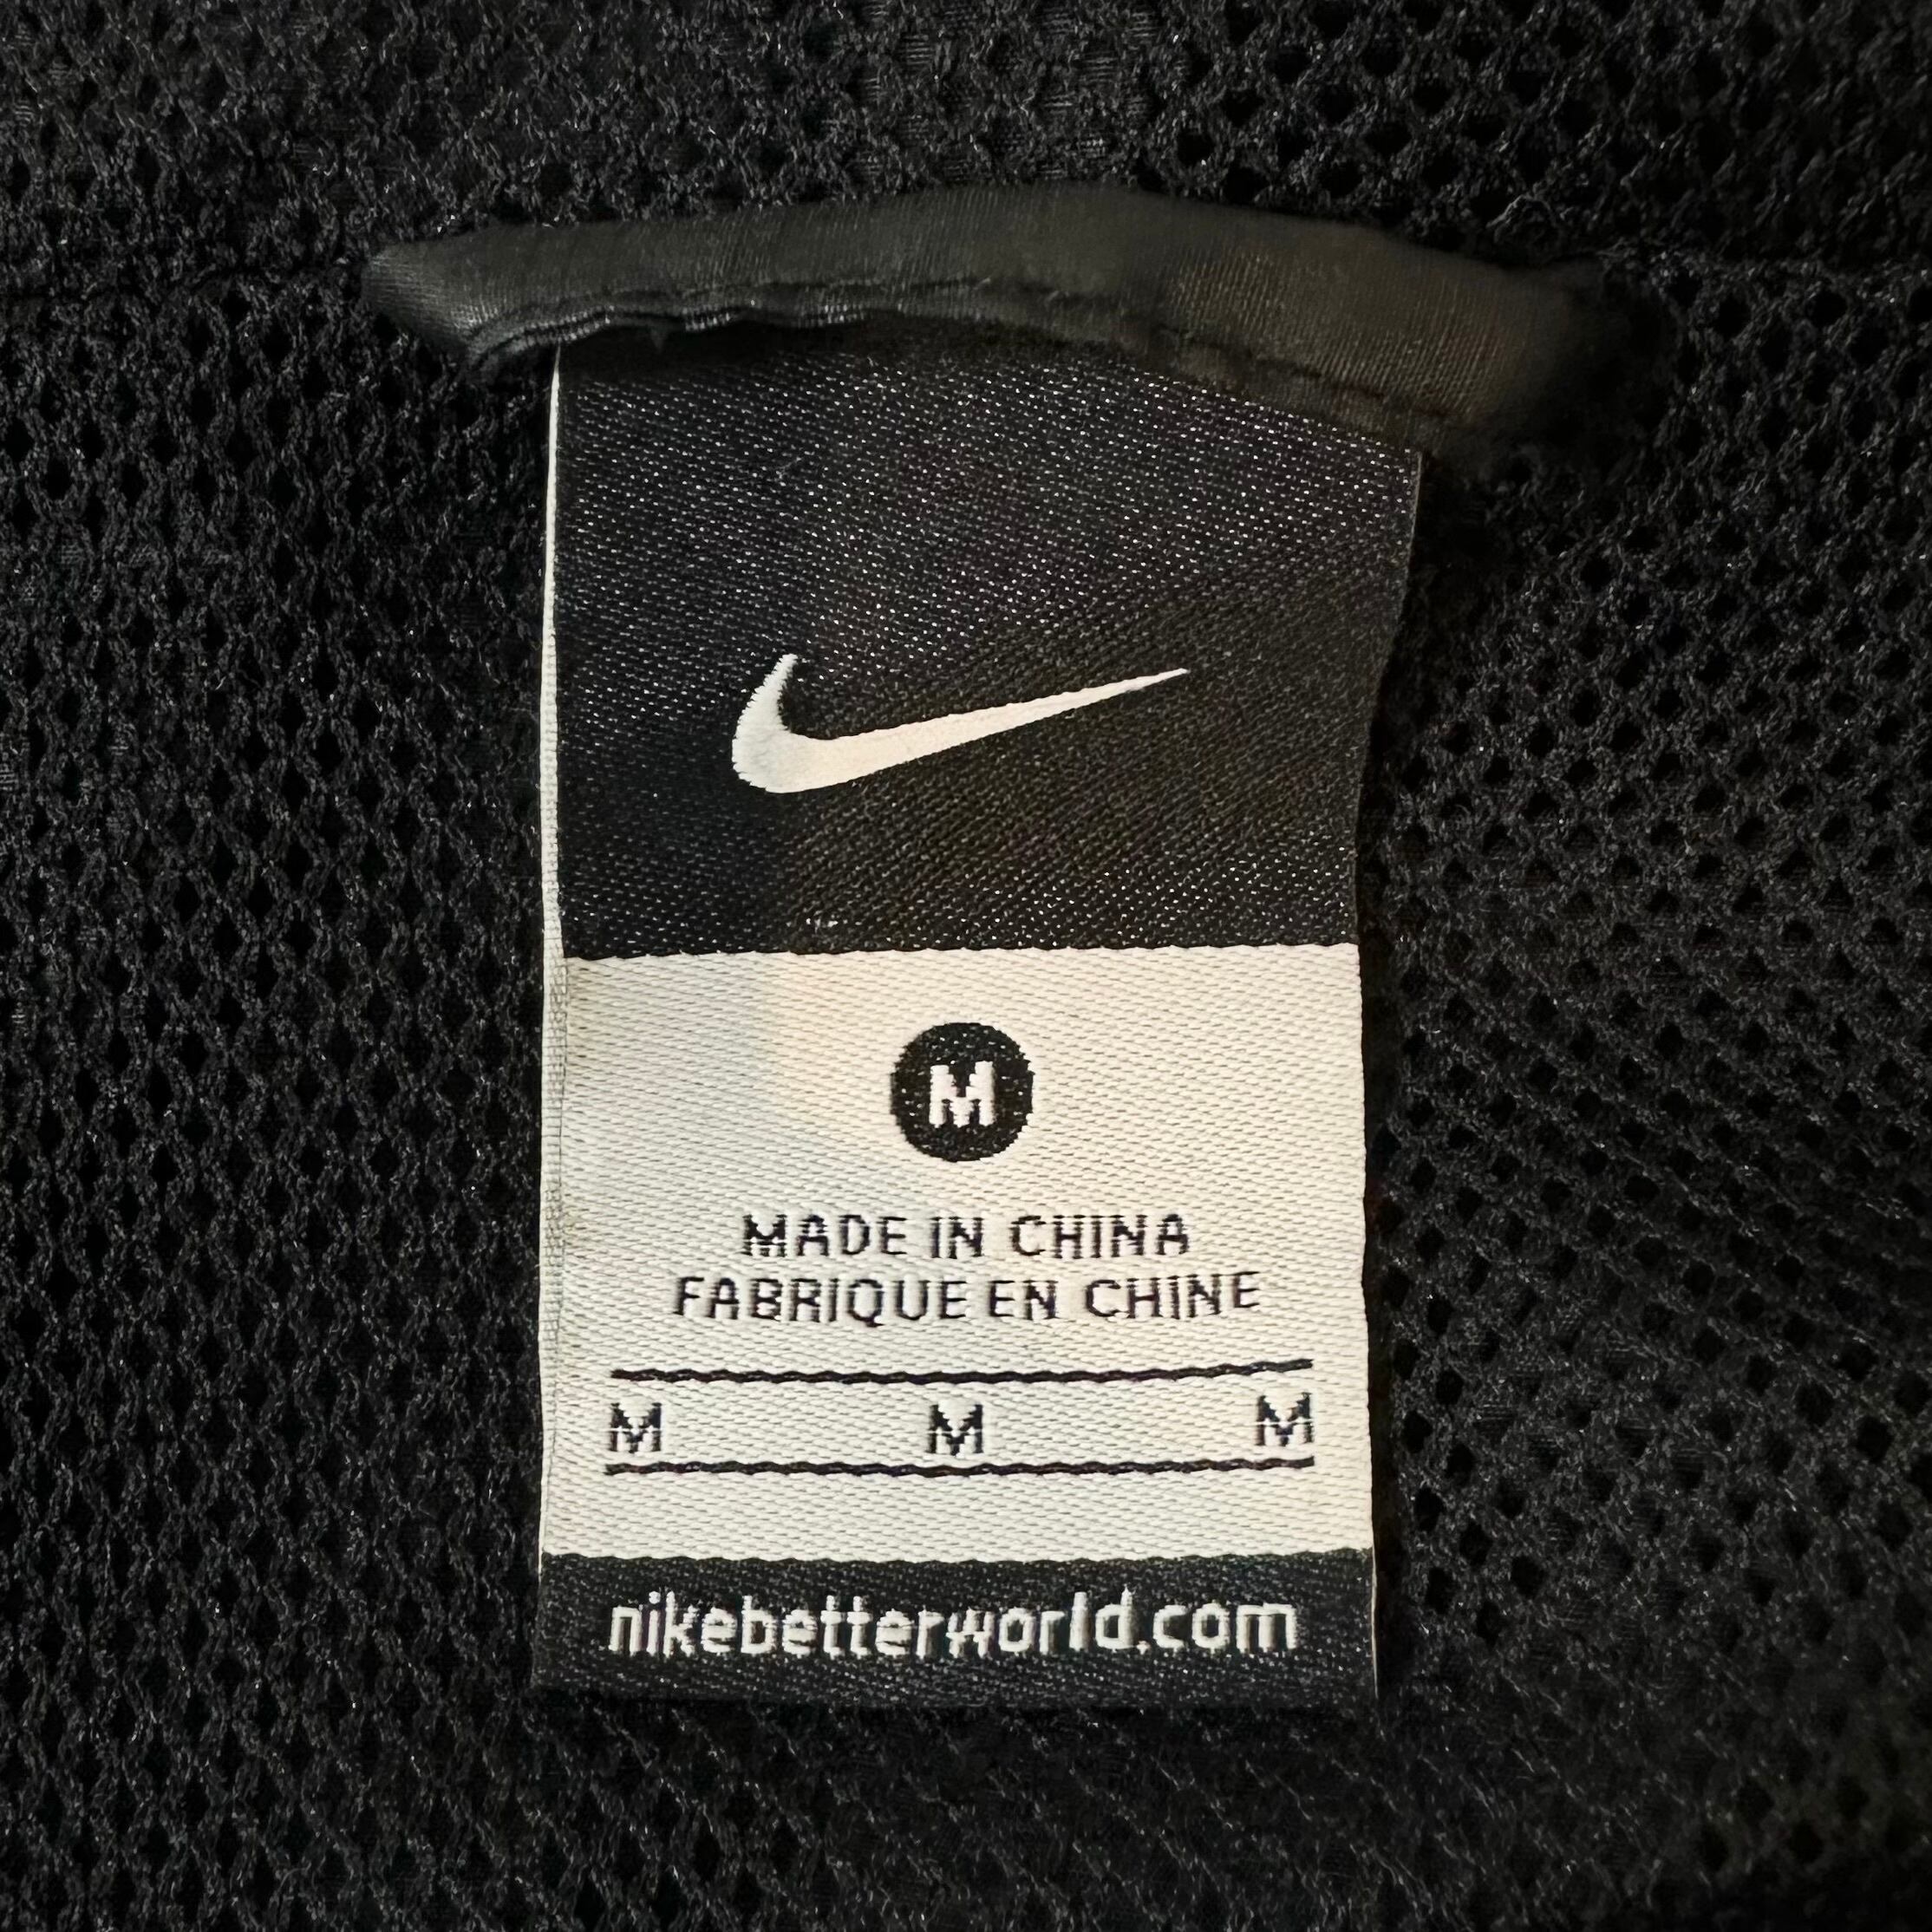 M
MADE IN CHINA
FABRIQUE EN CHINE
M M M
nikebetterworld.com